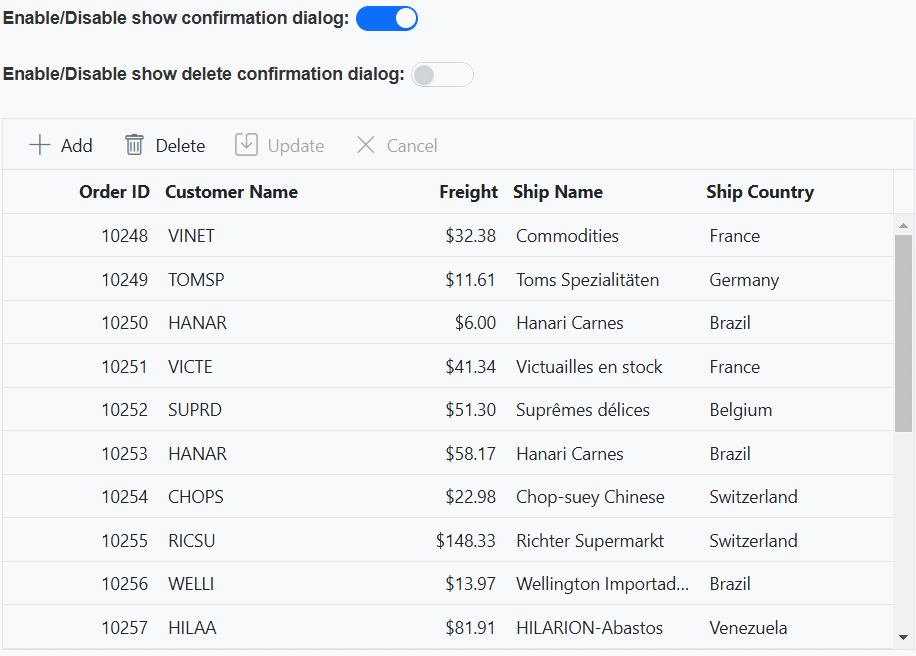 Enable/Disable show confirmation dialog:
Enable/Disable show delete confirmation dialog:
Add Delete Update Cancel
Order ID Customer Name Freight Ship Name Ship Country
10248 VINET $32.38 Commodities France
10249 TOMSP $11.61 Toms Spezialitäten Germany
10250 HANAR $6.00 Hanari Carnes Brazil
10251 VICTE $41.34 Victuailles en stock France
10252 SUPRD $51.30 Suprêmes délices Belgium
10253 HANAR $58.17 Hanari Carnes Brazil
10254 CHOPS $22.98 Chop-suey Chinese Switzerland
10255 RICSU $148.33 Richter Supermarkt Switzerland
10256 WELLI $13.97 Wellington Importad... Brazil
10257 HILAA $81.91 HILARION-Abastos Venezuela